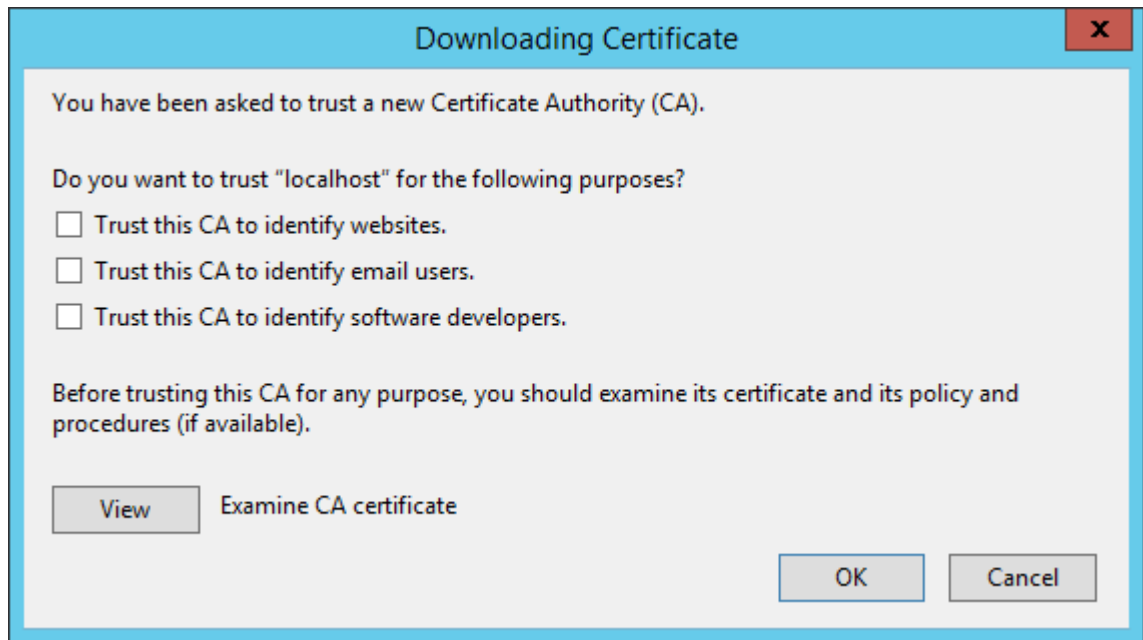 Downloading Certificate
x
You have been asked to trust a new Certificate Authority (CA).
Do you want to trust “localhost” for the following purposes?
Trust this CA to identify websites.
Trust this CA to identify email users.
Trust this CA to identify software developers.
Before trusting this CA for any purpose, you should examine its certificate and its policy and
procedures (if available).
View Examine CA certificate
OK Cancel